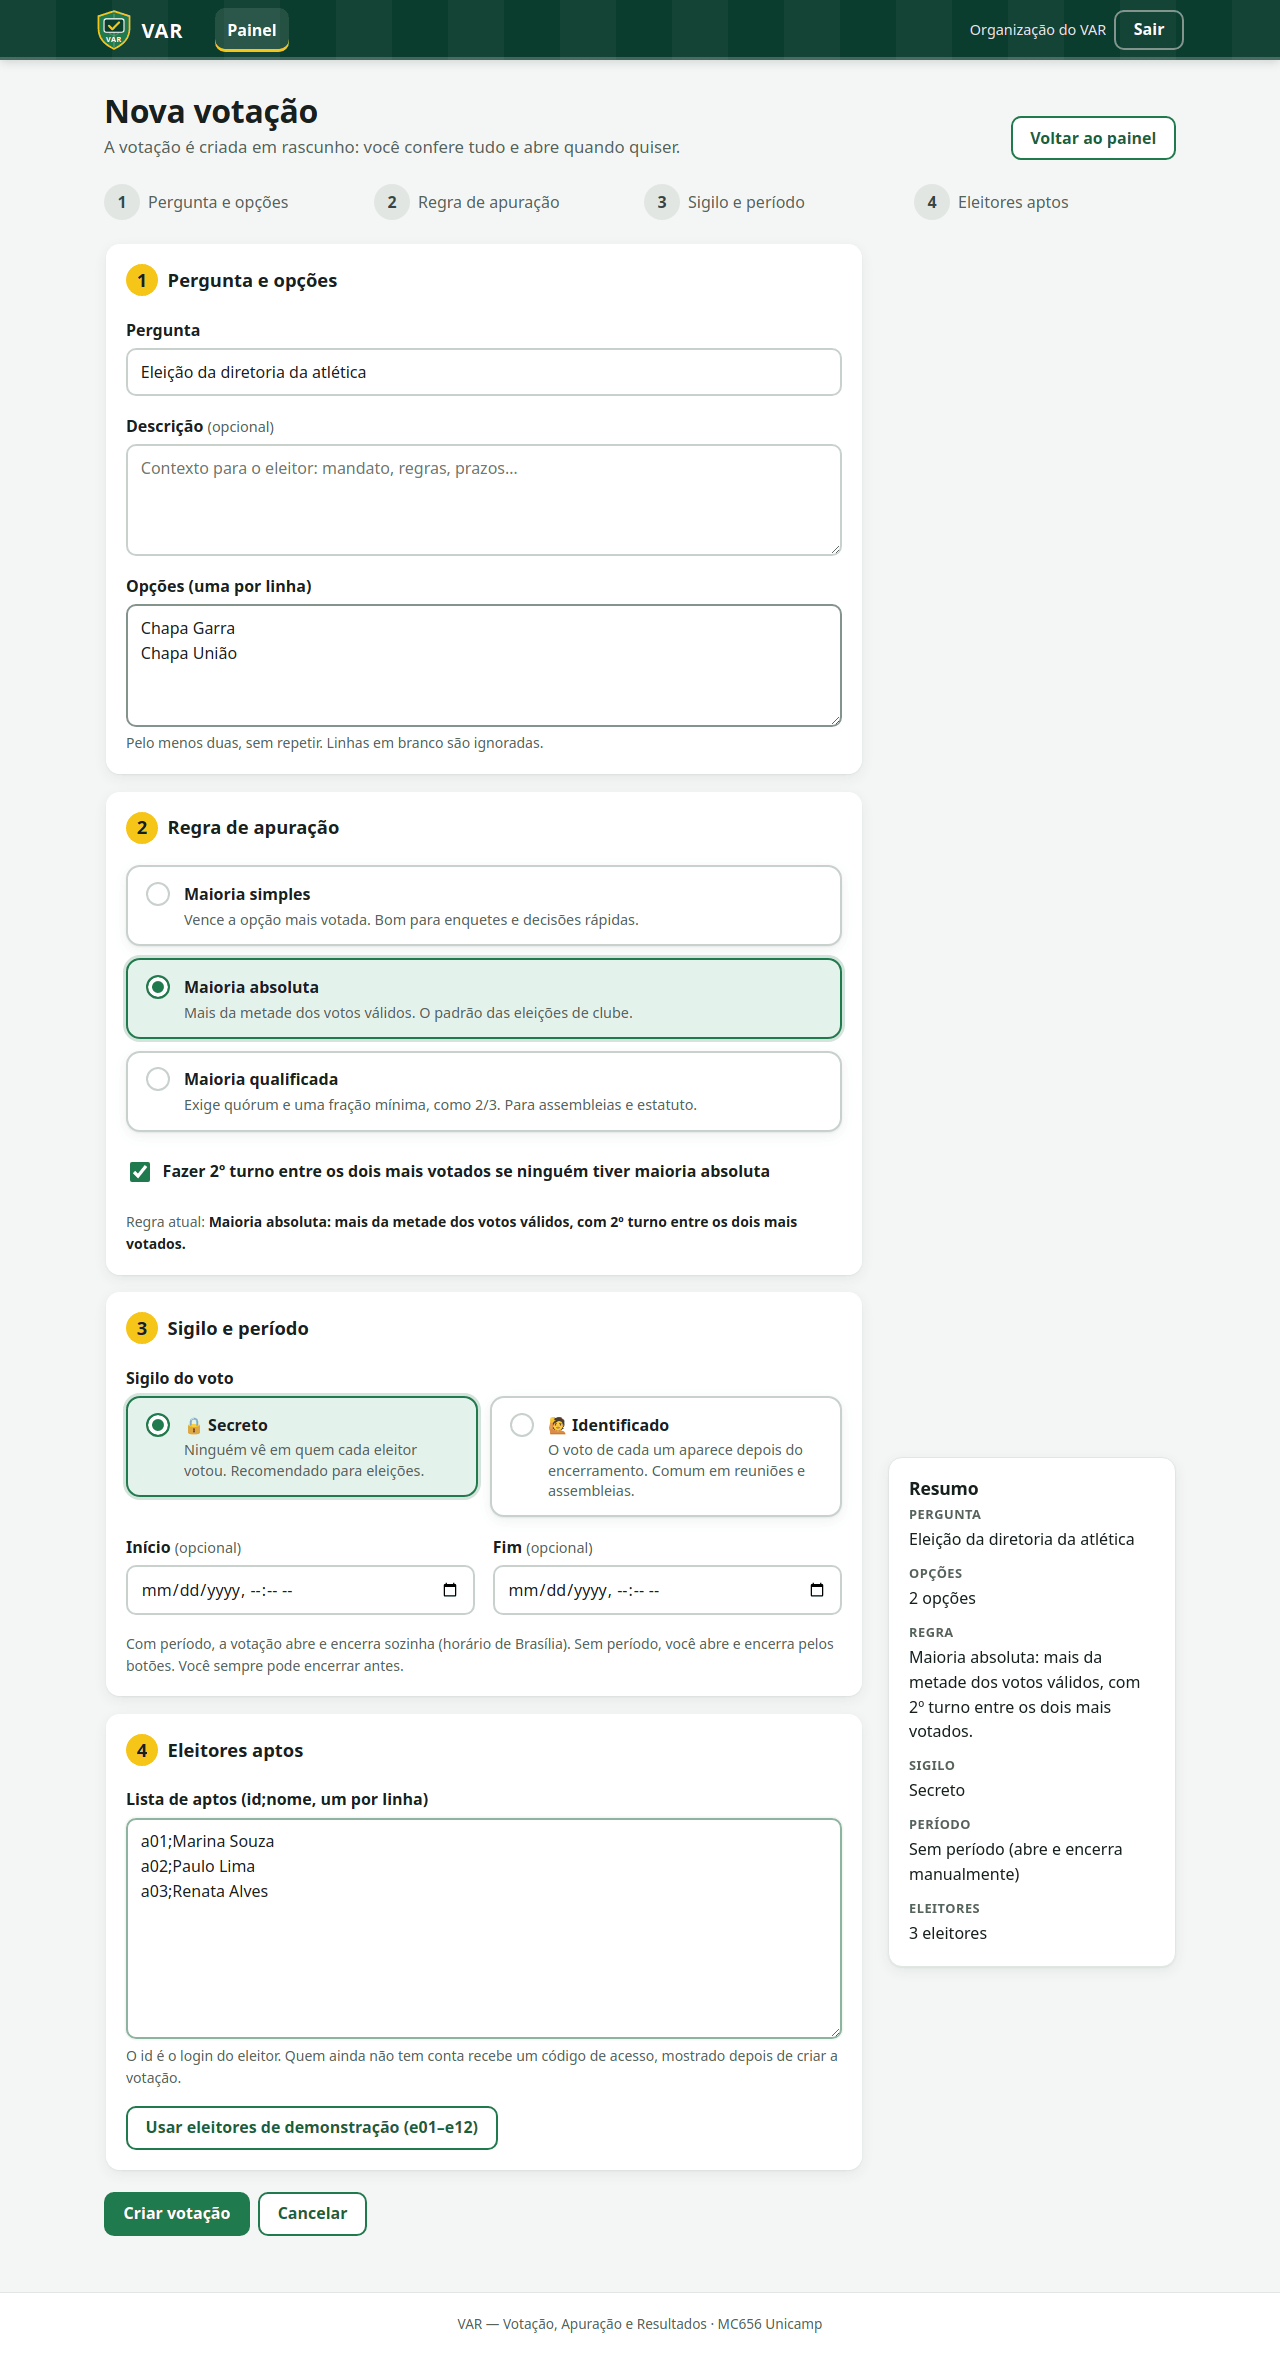 VAR
VAR
Painel
Organização do VAR
Sair
Nova votação
A votação é criada em rascunho: você confere tudo e abre quando quiser.
Voltar ao painel
1 Pergunta e opções
2 Regra de apuração
3 Sigilo e período
4 Eleitores aptos
1 Pergunta e opções
Pergunta
Eleição da diretoria da atlética
Descrição (opcional)
Contexto para o eleitor: mandato, regras, prazos...
Opções (uma por linha)
Chapa Garra
Chapa União
Pelo menos duas, sem repetir. Linhas em branco são ignoradas.
2 Regra de apuração
Maioria simples
Vence a opção mais votada. Bom para enquetes e decisões rápidas.
Maioria absoluta
Mais da metade dos votos válidos. O padrão das eleições de clube.
Maioria qualificada
Exige quórum e uma fração mínima, como 2/3. Para assembleias e estatuto.
Fazer 2º turno entre os dois mais votados se ninguém tiver maioria absoluta
Regra atual: Maioria absoluta: mais da metade dos votos válidos, com 2º turno entre os dois mais
votados.
3 Sigilo e período
Sigilo do voto
🔒 Secreto
Ninguém vê em quem cada eleitor
votou. Recomendado para eleições.
🙋 Identificado
O voto de cada um aparece depois do
encerramento. Comum em reuniões e
assembleias.
Início (opcional)
mm/dd/yyyy, --:-- --
Fim (opcional)
mm/dd/yyyy, --:-- --
Com período, a votação abre e encerra sozinha (horário de Brasília). Sem período, você abre e encerra pelos
botões. Você sempre pode encerrar antes.
4 Eleitores aptos
Lista de aptos (id;nome, um por linha)
a01;Marina Souza
a02;Paulo Lima
a03;Renata Alves
O id é o login do eleitor. Quem ainda não tem conta recebe um código de acesso, mostrado depois de criar a
votação.
Usar eleitores de demonstração (e01–e12)
Criar votação
Cancelar
Resumo
PERGUNTA
Eleição da diretoria da atlética
OPÇÕES
2 opções
REGRA
Maioria absoluta: mais da
metade dos votos válidos, com
2º turno entre os dois mais
votados.
SIGILO
Secreto
PERÍODO
Sem período (abre e encerra
manualmente)
ELEITORES
3 eleitores
VAR — Votação, Apuração e Resultados · MC656 Unicamp